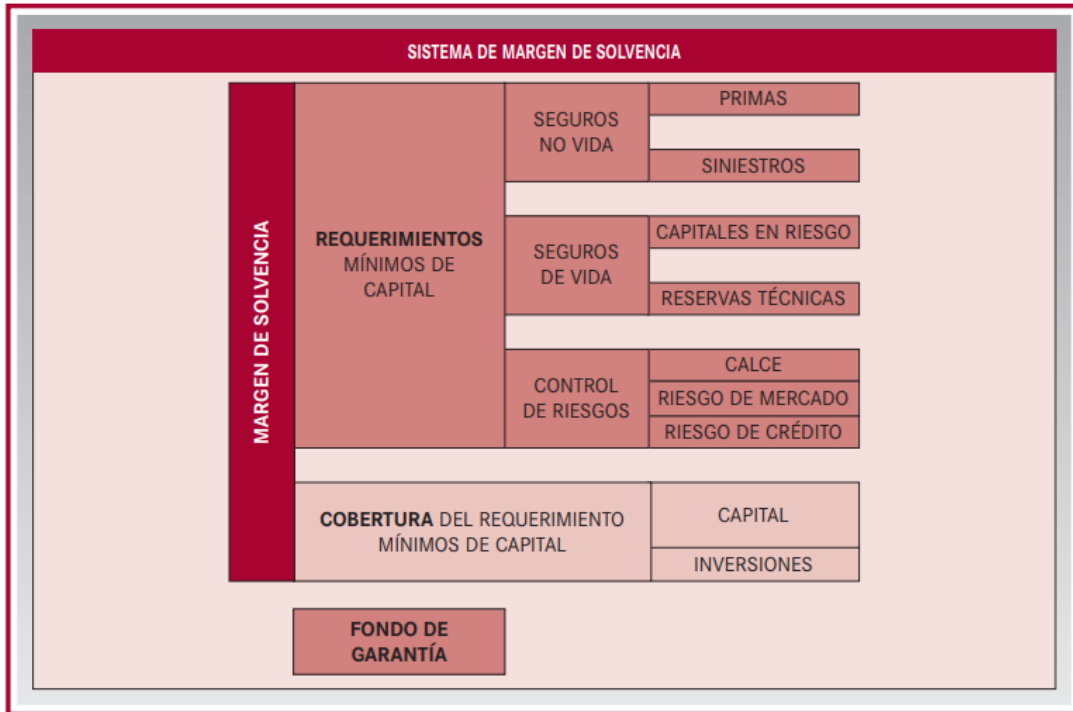 SISTEMA DE MARGEN DE SOLVENCIA
MARGEN DE SOLVENCIA
REQUERIMIENTOS
MÍNIMOS DE
CAPITAL
SEGUROS
NO VIDA
PRIMAS
SINIESTROS
SEGUROS
DE VIDA
CAPITALES EN RIESGO
RESERVAS TÉCNICAS
CONTROL
DE RIESGOS
CALCE
RIESGO DE MERCADO
RIESGO DE CRÉDITO
COBERTURA DEL REQUERIMIENTO
MÍNIMOS DE CAPITAL
CAPITAL
INVERSIONES
FONDO DE
GARANTÍA